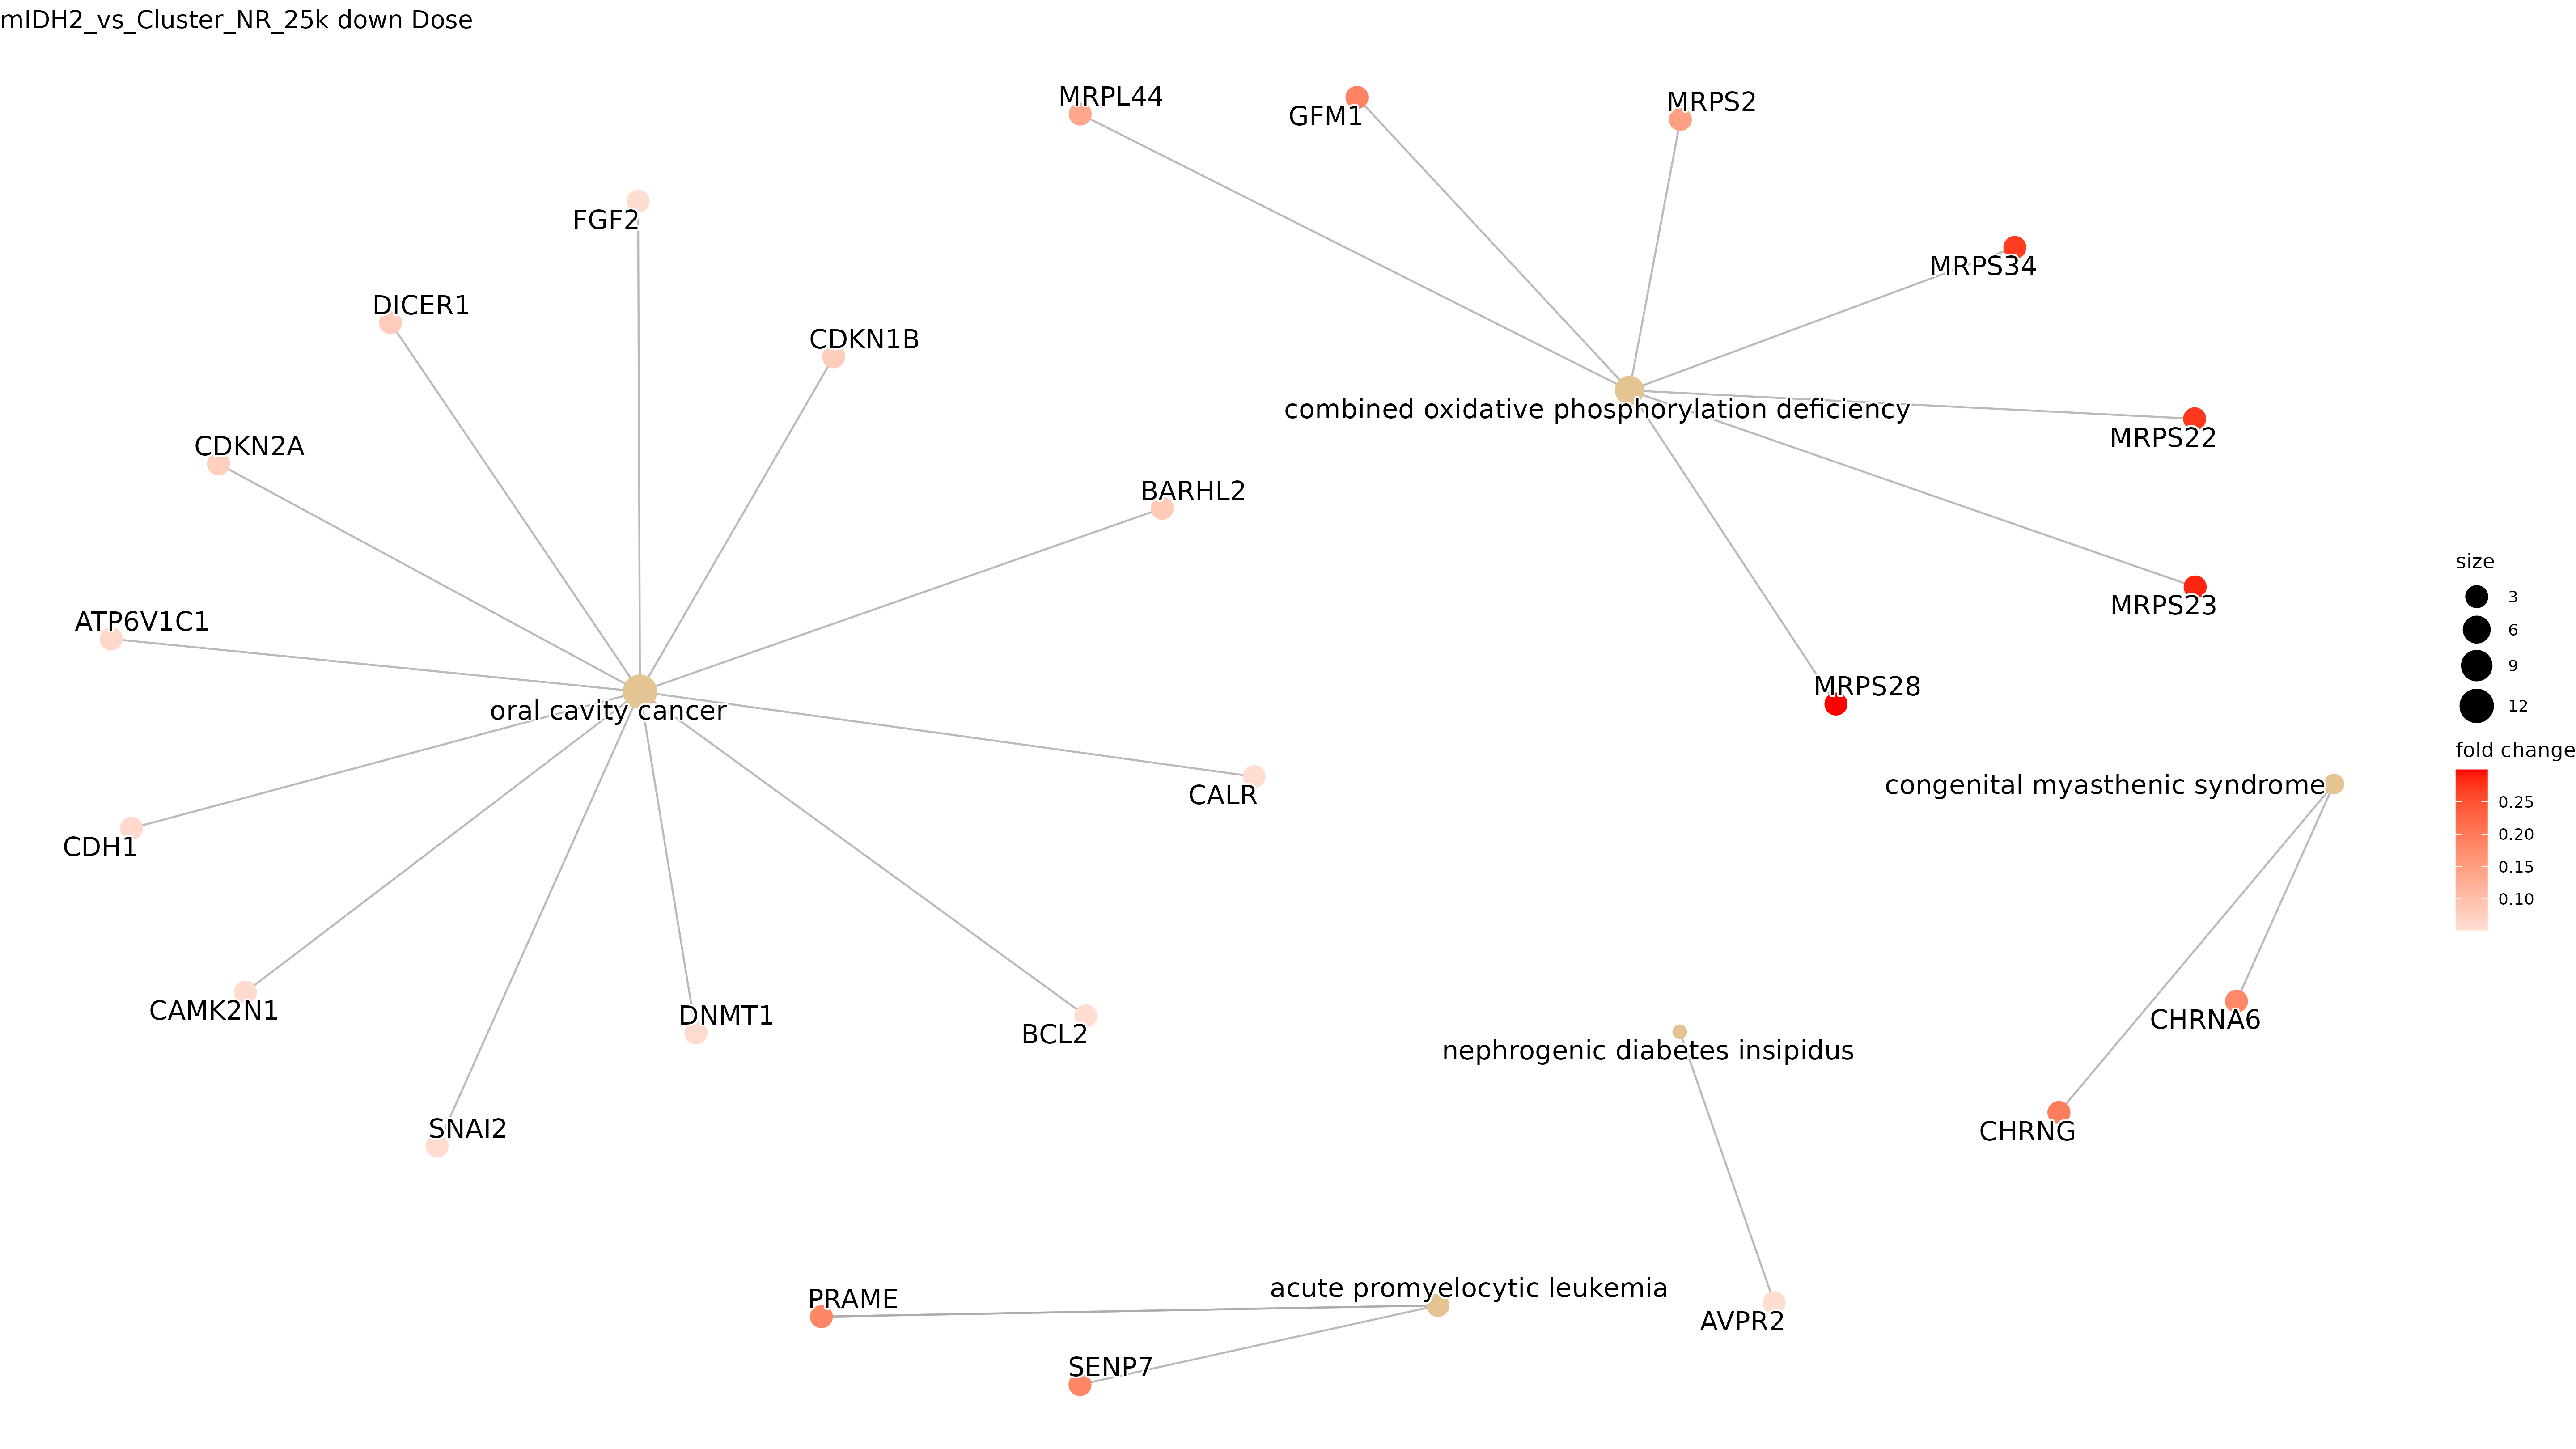 mIDH2_vs_Cluster_NR_25k down Dose
MRPL44
GFM1
MRPS2
FGF2
MRPS34
DICER1
CDKN1B
combined oxidative phosphorylation deficiency
MRPS22
CDKN2A
BARHL2
MRPS23
ATP6V1C1
MRPS28
oral cavity cancer
CALR
congenital myasthenic syndrome
CDH1
CAMK2N1
DNMT1
BCL2
CHRNA6
nephrogenic diabetes insipidus
SNAI2
CHRNG
PRAME
acute promyelocytic leukemia
AVPR2
SENP7
size
3
6
9
12
fold change
0.25
0.20
0.15
0.10